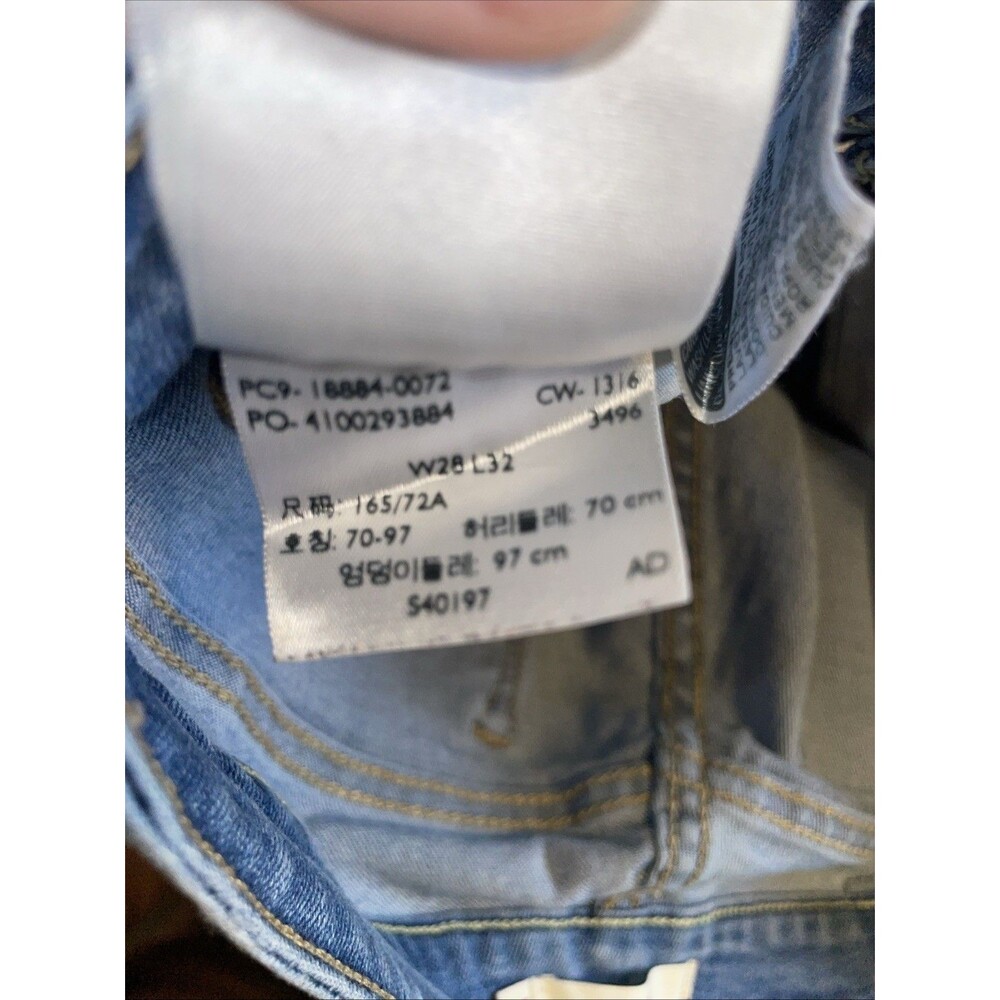 PC9- 18884-0072 CW- 1316
PO- 4100293884 3496
W28 L32
尺码: 165/72A
호칭: 70-97 허리둘레: 70 cm
엉덩이둘레: 97 cm AD
S40197